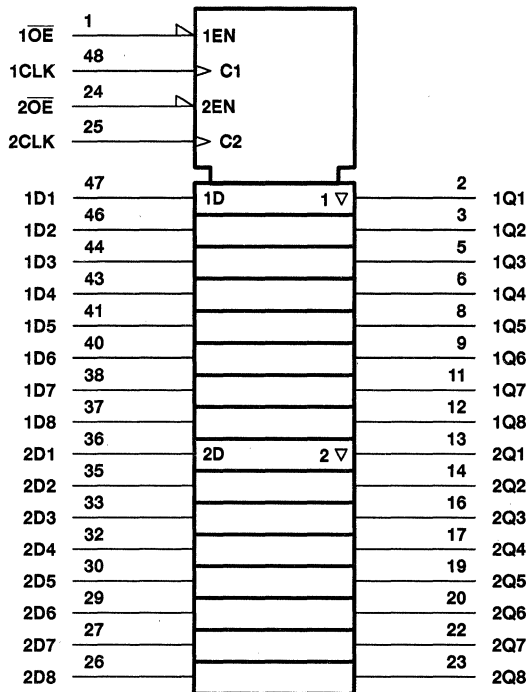 1O̅E̅ 1 1EN
1CLK 48 C1
2O̅E̅ 24 2EN
2CLK 25 C2
1D1 47 1D 1 ▽ 2 1Q1
1D2 46 3 1Q2
1D3 44 5 1Q3
1D4 43 6 1Q4
1D5 41 8 1Q5
1D6 40 9 1Q6
1D7 38 11 1Q7
1D8 37 12 1Q8
2D1 36 2D 2 ▽ 13 2Q1
2D2 35 14 2Q2
2D3 33 16 2Q3
2D4 32 17 2Q4
2D5 30 19 2Q5
2D6 29 20 2Q6
2D7 27 22 2Q7
2D8 26 23 2Q8